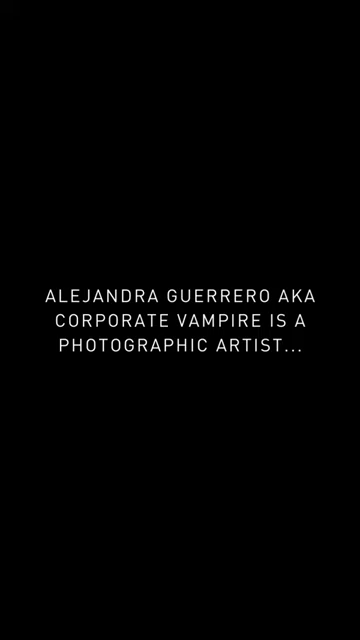 ALEJANDRA GUERRERO AKA
CORPORATE VAMPIRE IS A
PHOTOGRAPHIC ARTIST...